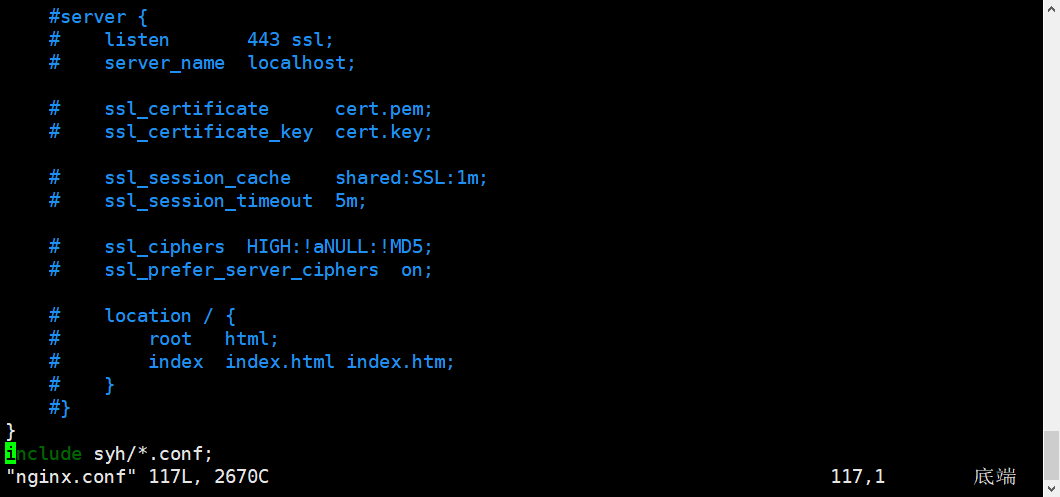 #server {
    #    listen       443 ssl;
    #    server_name  localhost;

    #    ssl_certificate      cert.pem;
    #    ssl_certificate_key  cert.key;

    #    ssl_session_cache    shared:SSL:1m;
    #    ssl_session_timeout  5m;

    #    ssl_ciphers  HIGH:!aNULL:!MD5;
    #    ssl_prefer_server_ciphers  on;

    #    location / {
    #        root   html;
    #        index  index.html index.htm;
    #    }
    #}
}
include syh/*.conf;
"nginx.conf" 117L, 2670C 117,1 底端